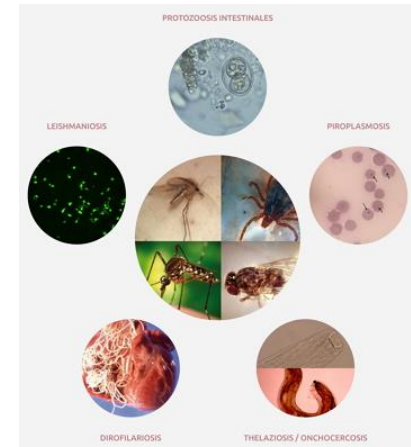 PROTOZOOSIS INTESTINALES
LEISHMANIOSIS
PIROPLASMOSIS
DIROFILARIOSIS
THELAZIOSIS / ONCHOCERCOSIS